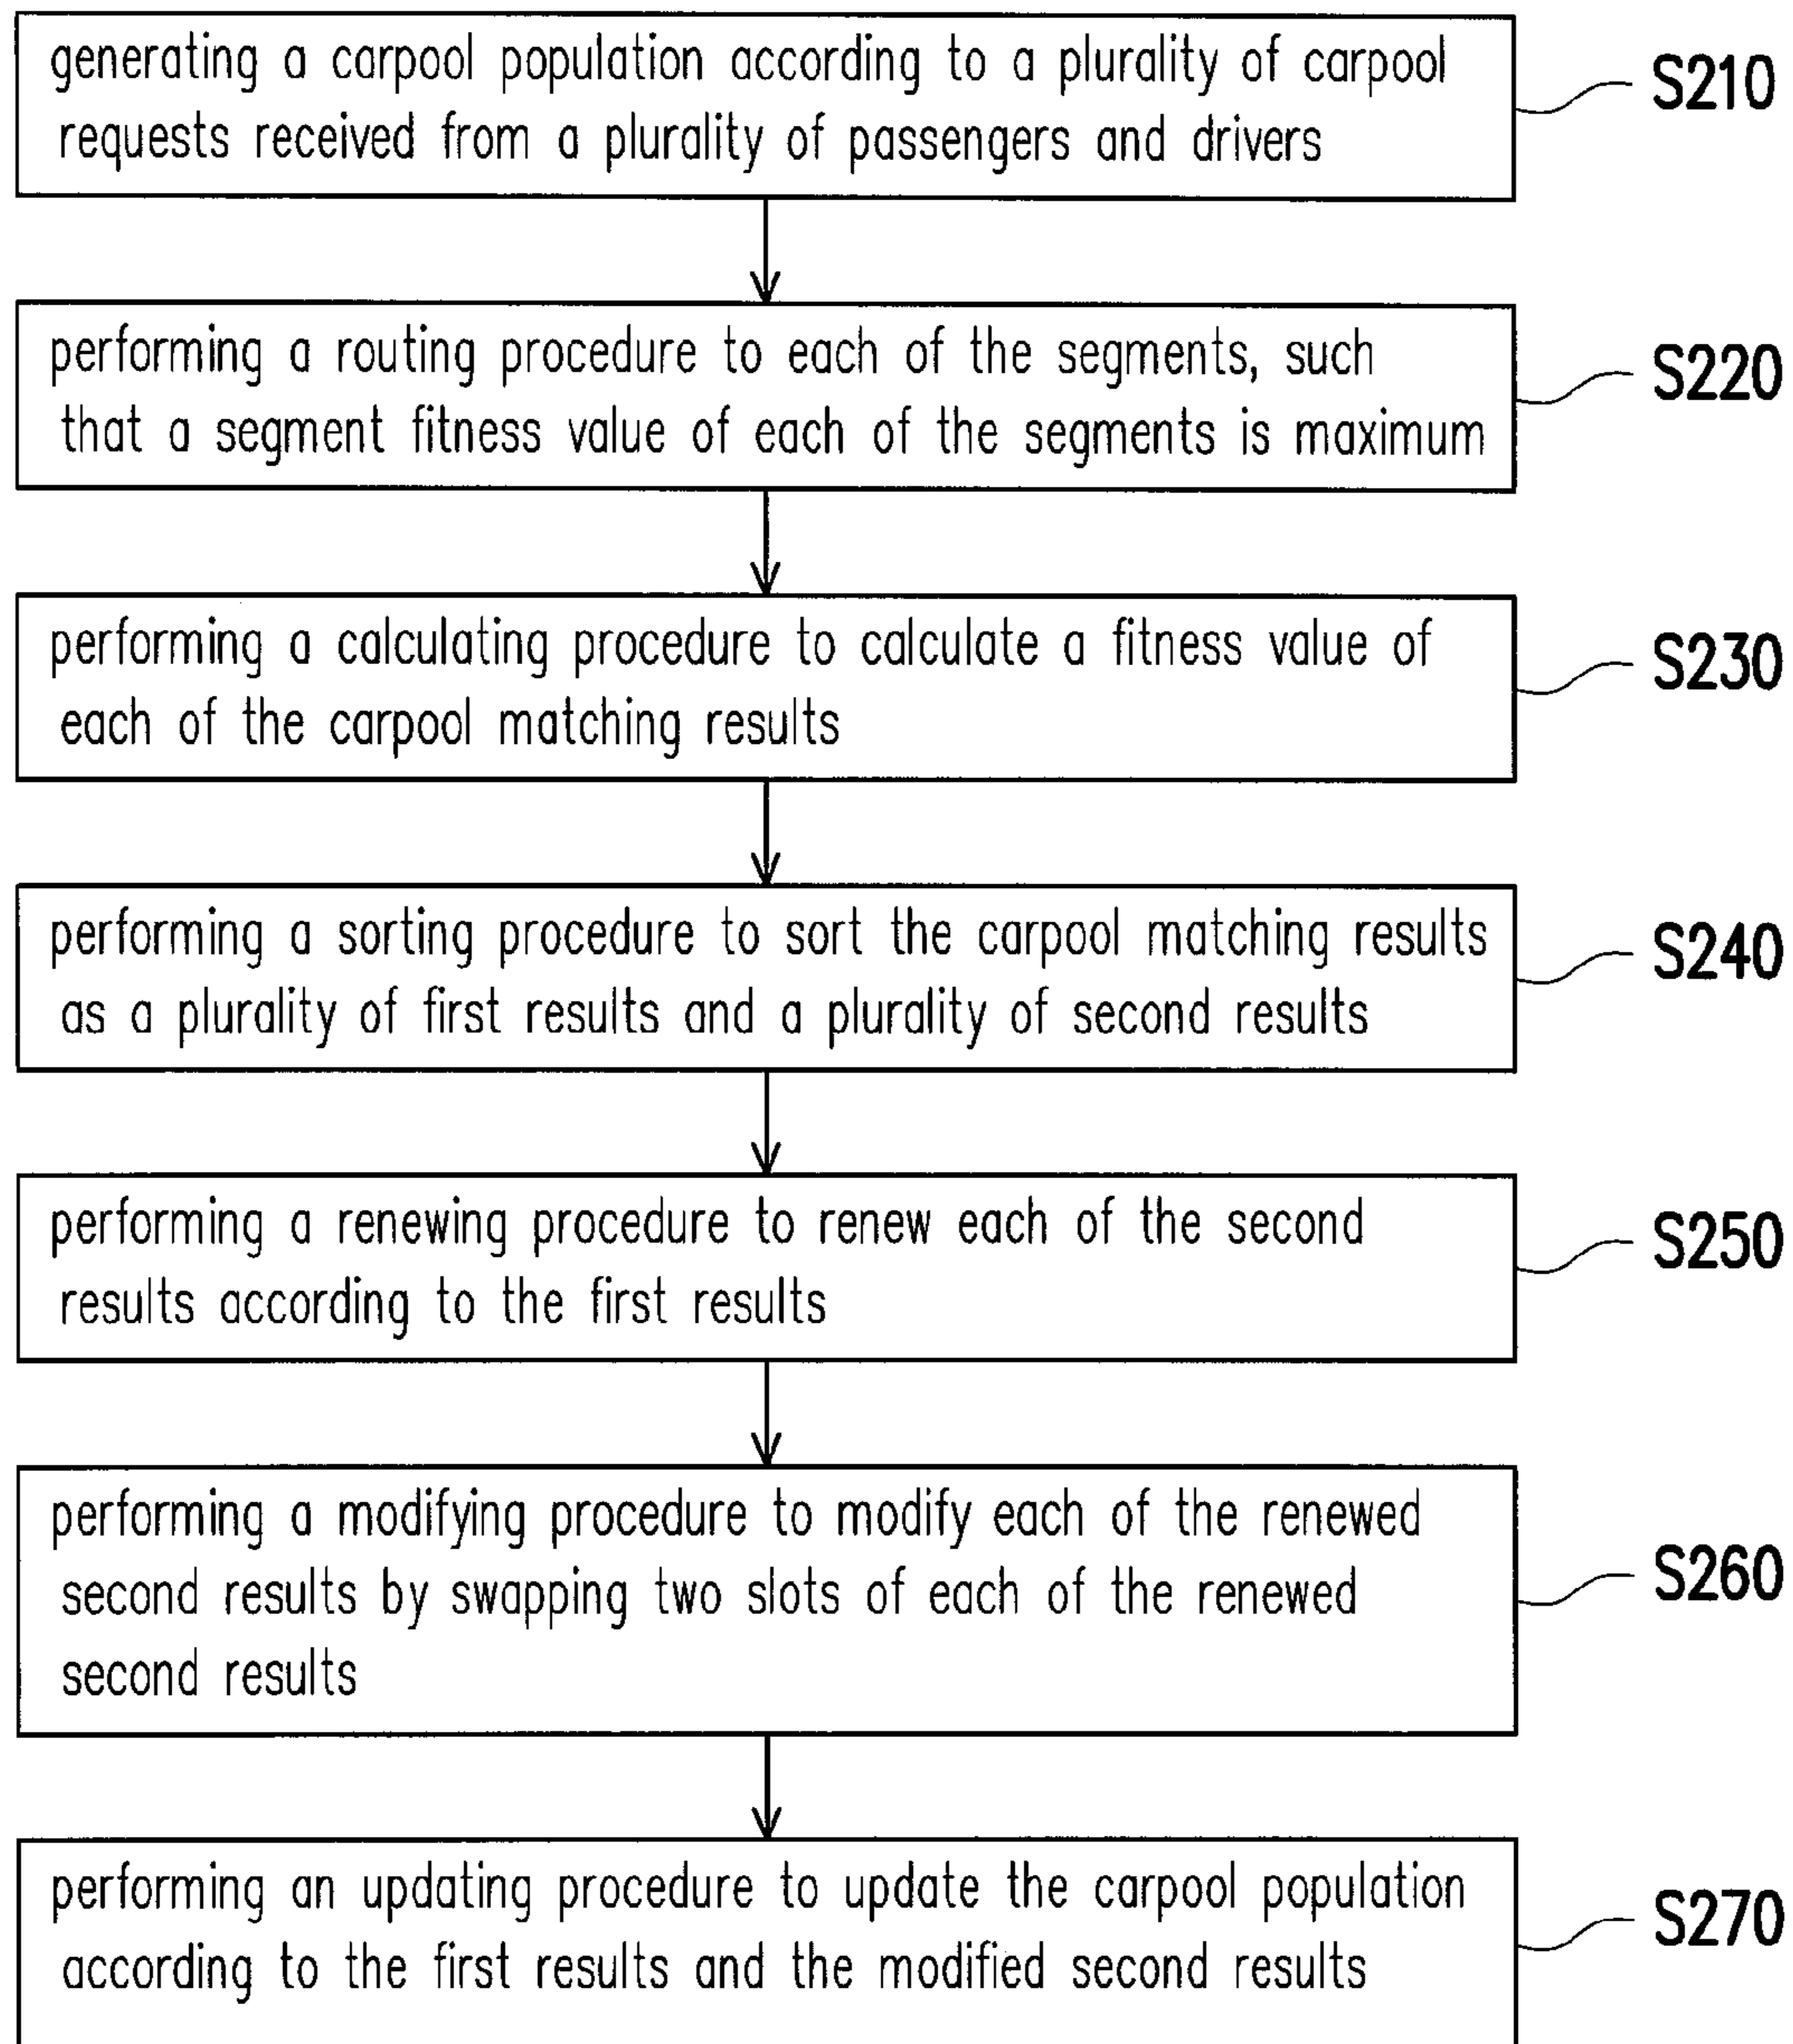 generating a carpool population according to a plurality of carpool
requests received from a plurality of passengers and drivers
S210
performing a routing procedure to each of the segments, such
that a segment fitness value of each of the segments is maximum
S220
performing a calculating procedure to calculate a fitness value of
each of the carpool matching results
S230
performing a sorting procedure to sort the carpool matching results
as a plurality of first results and a plurality of second results
S240
performing a renewing procedure to renew each of the second
results according to the first results
S250
performing a modifying procedure to modify each of the renewed
second results by swapping two slots of each of the renewed
second results
S260
performing an updating procedure to update the carpool population
according to the first results and the modified second results
S270